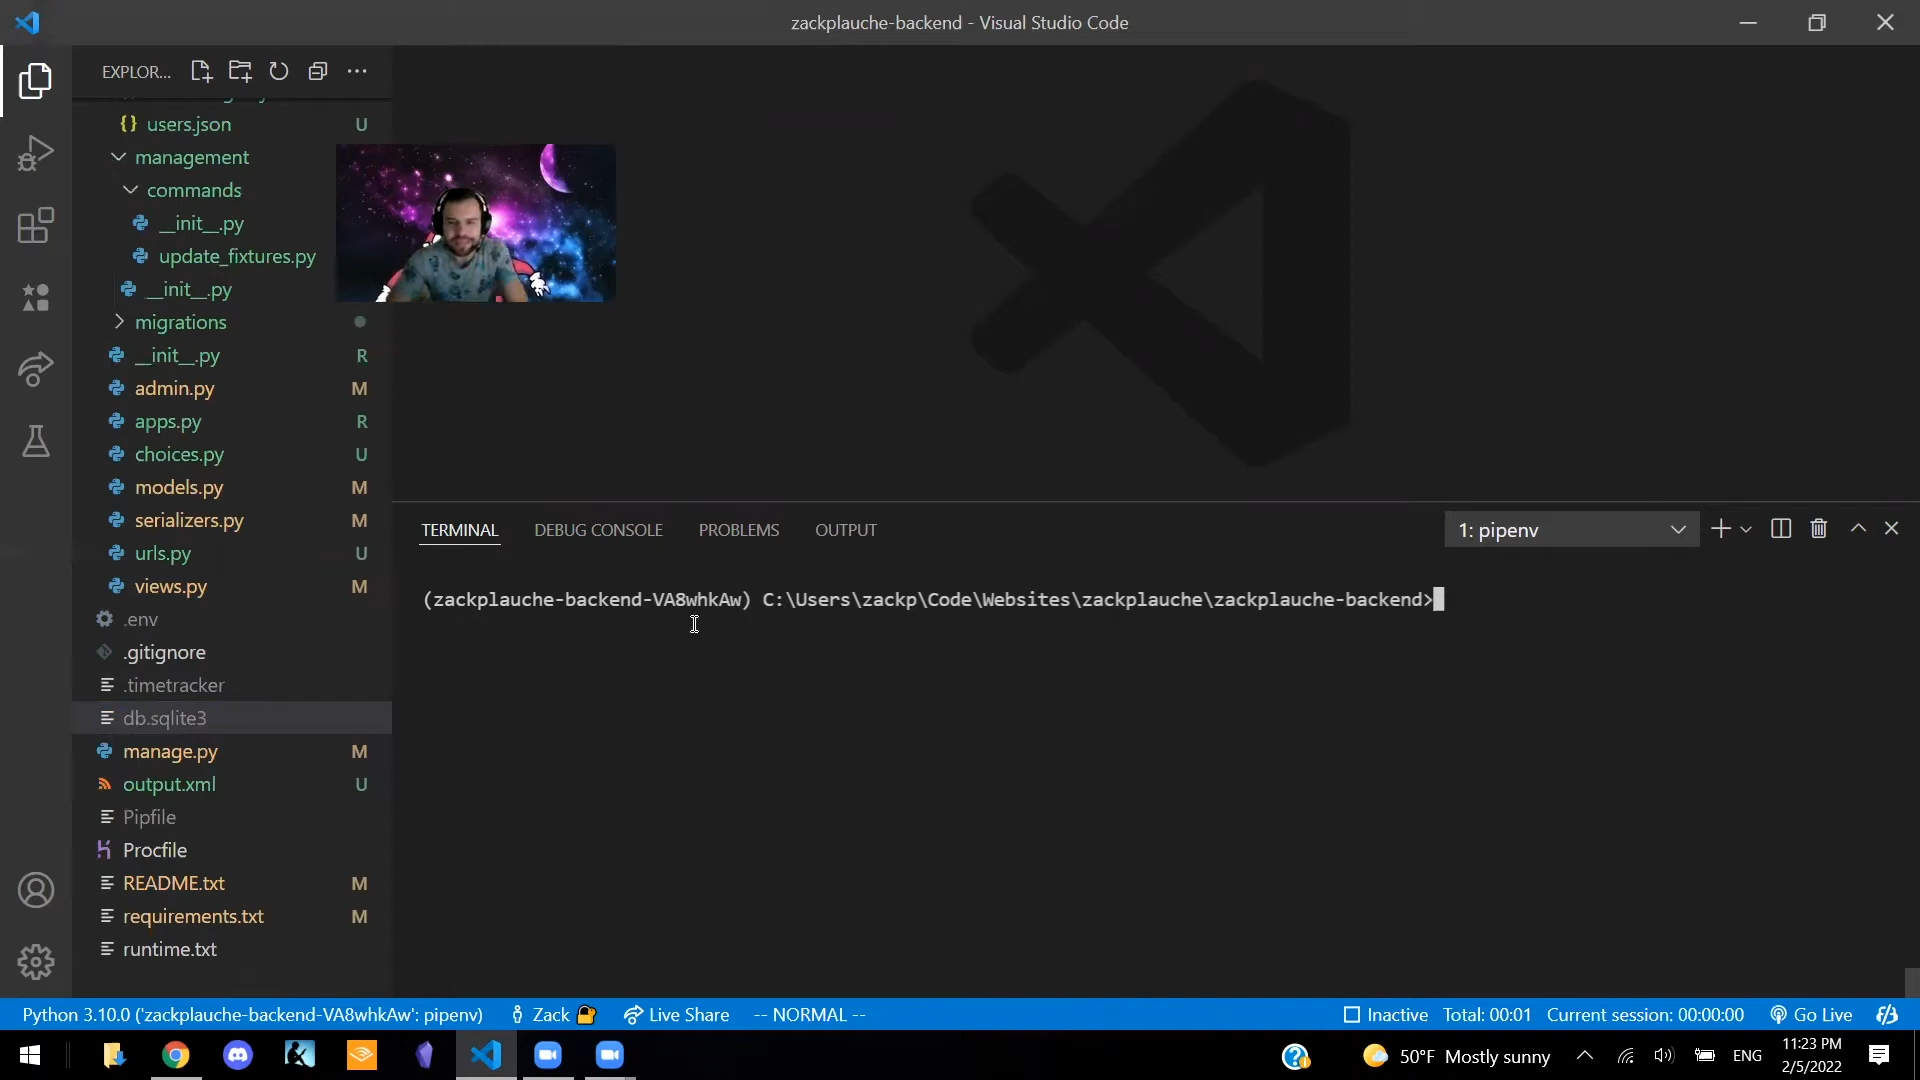 zackplauche-backend - Visual Studio Code
EXPLOR...
users.json U
management
commands
__init__.py
update_fixtures.py
__init__.py
migrations
__init__.py R
admin.py M
apps.py R
choices.py U
models.py M
serializers.py M
urls.py U
views.py M
.env
.gitignore
.timetracker
db.sqlite3
manage.py M
output.xml U
Pipfile
Procfile
README.txt M
requirements.txt M
runtime.txt
TERMINAL DEBUG CONSOLE PROBLEMS OUTPUT
1: pipenv
(zackplauche-backend-VA8whkAw) C:\Users\zackp\Code\Websites\zackplauche\zackplauche-backend>
Python 3.10.0 ('zackplauche-backend-VA8whkAw': pipenv) Zack Live Share -- NORMAL -- Inactive Total: 00:01 Current session: 00:00:00 Go Live
50°F Mostly sunny ENG 11:23 PM
2/5/2022